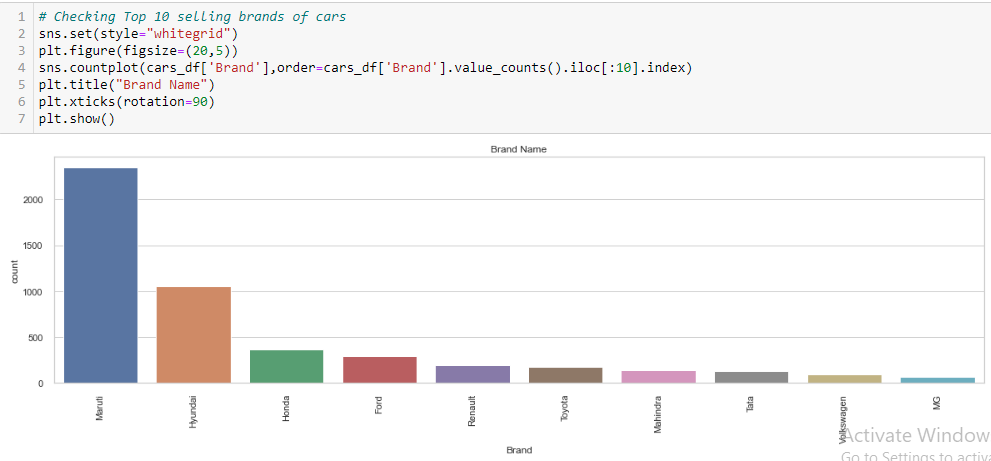 1 # Checking Top 10 selling brands of cars
2 sns.set(style="whitegrid")
3 plt.figure(figsize=(20,5))
4 sns.countplot(cars_df['Brand'],order=cars_df['Brand'].value_counts().iloc[:10].index)
5 plt.title("Brand Name")
6 plt.xticks(rotation=90)
7 plt.show()
Brand Name
2000
1500
1000
500
0
count
Maruti
Hyundai
Honda
Ford
Renault
Toyota
Mahindra
Tata
Volkswagen
MG
Brand
Activate Window
Go to Settings to activa